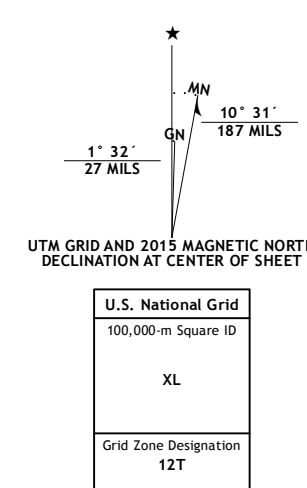 ★
MN
GN
10° 31´
187 MILS
1° 32´
27 MILS
UTM GRID AND 2015 MAGNETIC NORTH
DECLINATION AT CENTER OF SHEET
U.S. National Grid
100,000-m Square ID
XL
Grid Zone Designation
12T